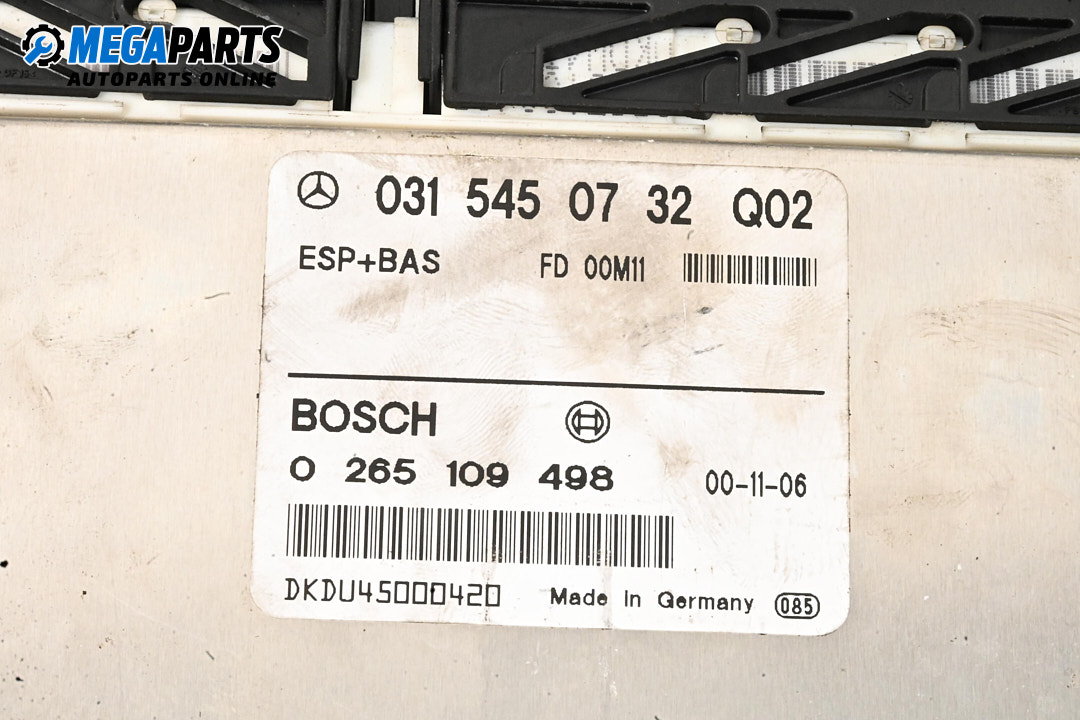 MEGAPARTS
AUTOPARTS ONLINE
031 545 07 32 Q02
ESP+BAS FD 00M11
BOSCH
0 265 109 498 00-11-06
DKDU45000420 Made in Germany 085